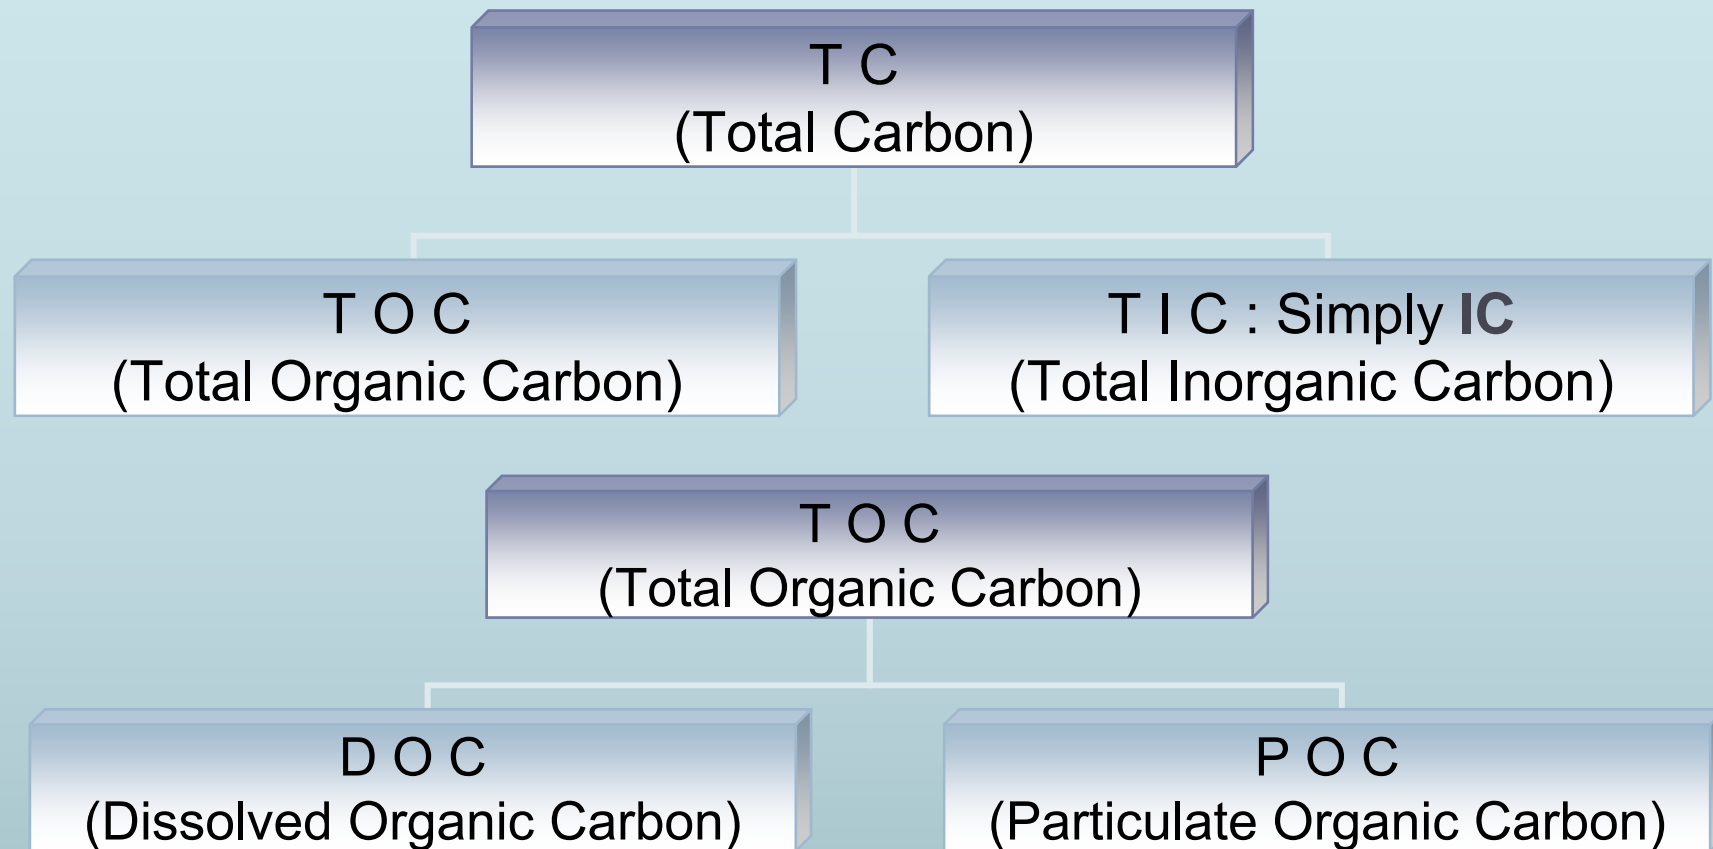 T C
(Total Carbon)
T O C
(Total Organic Carbon)
T I C : Simply IC
(Total Inorganic Carbon)
T O C
(Total Organic Carbon)
D O C
(Dissolved Organic Carbon)
P O C
(Particulate Organic Carbon)